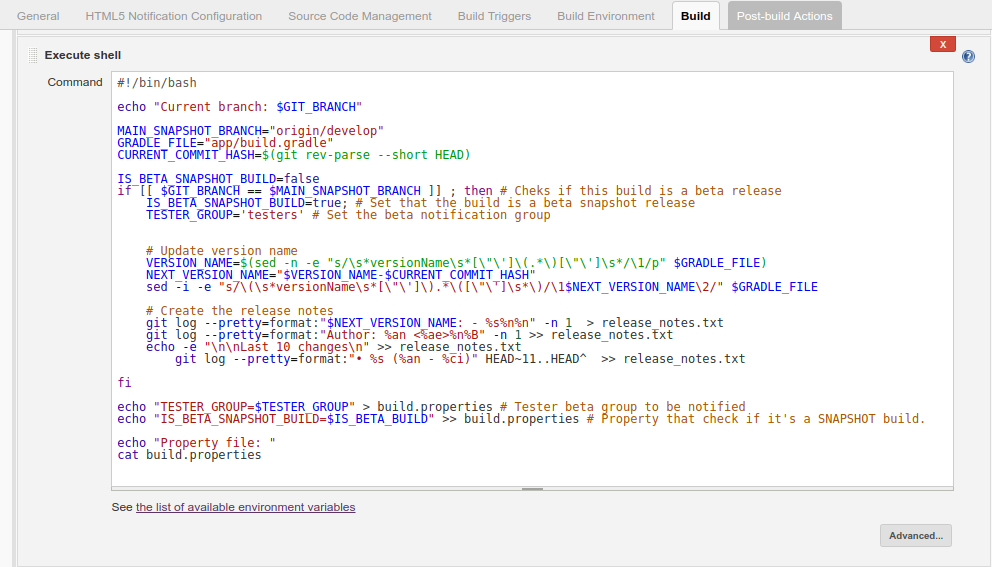 General HTML5 Notification Configuration Source Code Management Build Triggers Build Environment Build Post-build Actions
X
Execute shell ?
Command #!/bin/bash
echo "Current branch: $GIT_BRANCH"
MAIN_SNAPSHOT_BRANCH="origin/develop"
GRADLE_FILE="app/build.gradle"
CURRENT_COMMIT_HASH=$(git rev-parse --short HEAD)
IS_BETA_SNAPSHOT_BUILD=false
if [[ $GIT_BRANCH == $MAIN_SNAPSHOT_BRANCH ]] ; then # Cheks if this build is a beta release
    IS_BETA_SNAPSHOT_BUILD=true; # Set that the build is a beta snapshot release
    TESTER_GROUP='testers' # Set the beta notification group
    # Update version name
    VERSION_NAME=$(sed -n -e "s/\s*versionName\s*[\"\']\(.*\)[\"\']\s*/\1/p" $GRADLE_FILE)
    NEXT_VERSION_NAME="$VERSION_NAME-$CURRENT_COMMIT_HASH"
    sed -i -e "s/\(\s*versionName\s*[\"\']\).*\([\"\']\s*\)/\1$NEXT_VERSION_NAME\2/" $GRADLE_FILE
    # Create the release notes
    git log --pretty=format:"$NEXT_VERSION_NAME: - %s%n%n" -n 1  > release_notes.txt
    git log --pretty=format:"Author: %an <%ae>%n%B" -n 1 >> release_notes.txt
    echo -e "\n\nLast 10 changes\n" >> release_notes.txt
        git log --pretty=format:"• %s (%an - %ci)" HEAD~11..HEAD^  >> release_notes.txt
fi
echo "TESTER_GROUP=$TESTER_GROUP" > build.properties # Tester beta group to be notified
echo "IS_BETA_SNAPSHOT_BUILD=$IS_BETA_BUILD" >> build.properties # Property that check if it's a SNAPSHOT build.
echo "Property file: "
cat build.properties
See the list of available environment variables
Advanced...